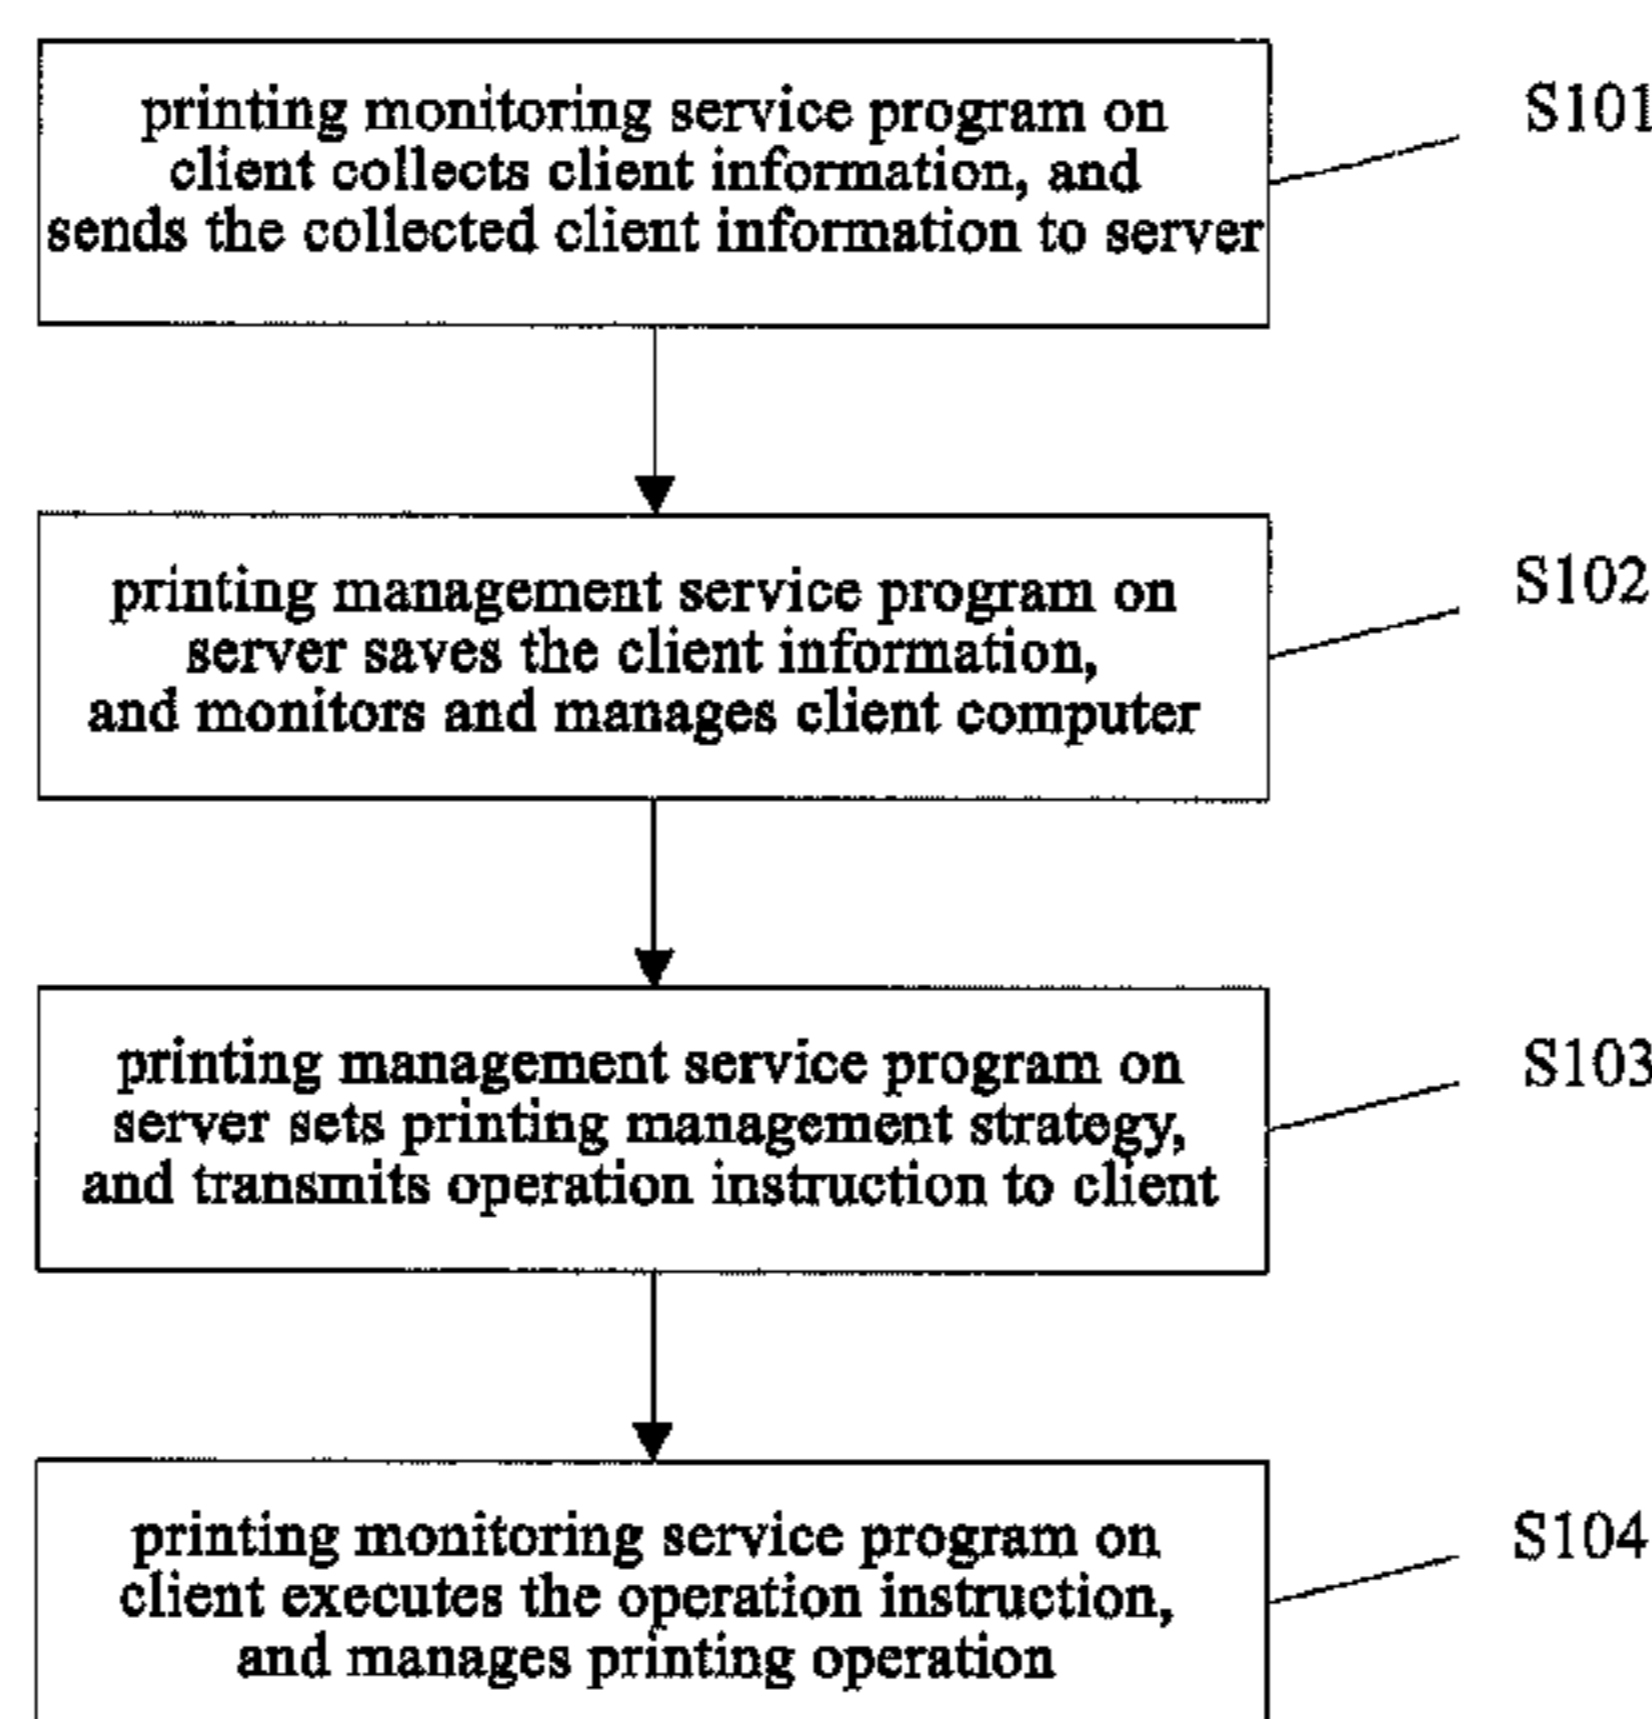 printing monitoring service program on
client collects client information, and
sends the collected client information to server
S101
printing management service program on
server saves the client information,
and monitors and manages client computer
S102
printing management service program on
server sets printing management strategy,
and transmits operation instruction to client
S103
printing monitoring service program on
client executes the operation instruction,
and manages printing operation
S104